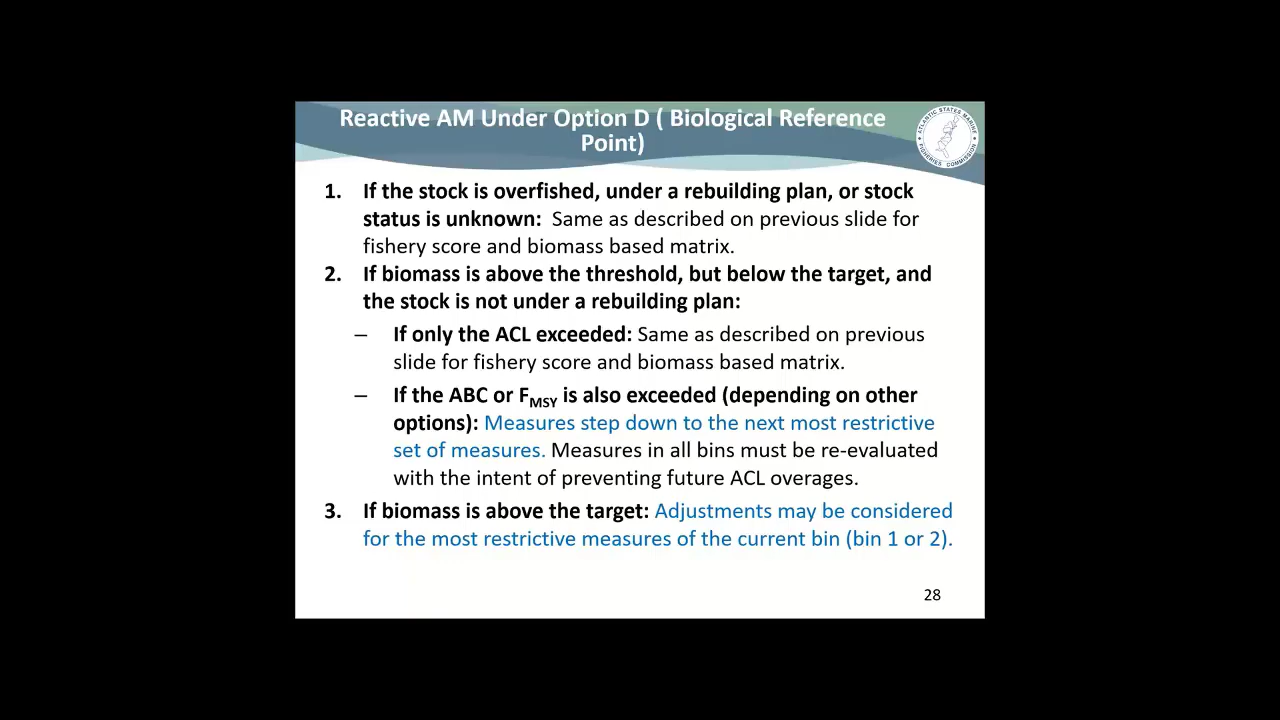 Reactive AM Under Option D ( Biological Reference
Point)
ATLANTIC STATES MARINE
FISHERIES COMMISSION
1. If the stock is overfished, under a rebuilding plan, or stock
status is unknown: Same as described on previous slide for
fishery score and biomass based matrix.
2. If biomass is above the threshold, but below the target, and
the stock is not under a rebuilding plan:
– If only the ACL exceeded: Same as described on previous
slide for fishery score and biomass based matrix.
– If the ABC or FMSY is also exceeded (depending on other
options): Measures step down to the next most restrictive
set of measures. Measures in all bins must be re-evaluated
with the intent of preventing future ACL overages.
3. If biomass is above the target: Adjustments may be considered
for the most restrictive measures of the current bin (bin 1 or 2).
28